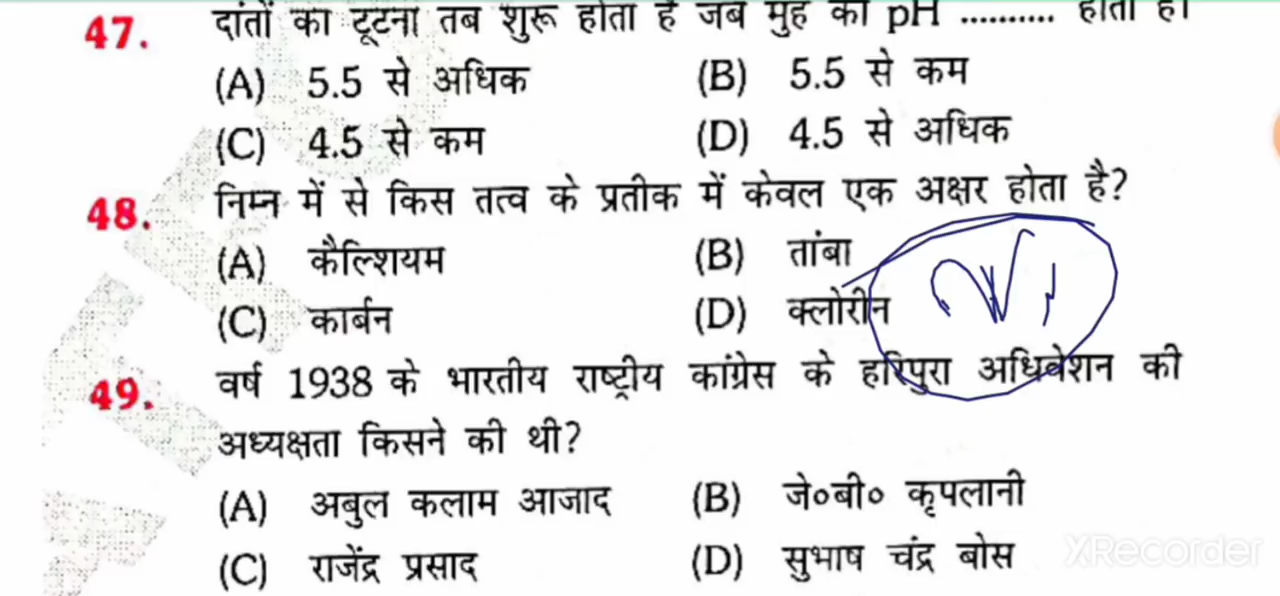 47. दांतों का टूटना तब शुरू होता है जब मुंह का pH .......... होता है।
(A) 5.5 से अधिक (B) 5.5 से कम
(C) 4.5 से कम (D) 4.5 से अधिक
48. निम्न में से किस तत्व के प्रतीक में केवल एक अक्षर होता है?
(A) कैल्शियम (B) तांबा
(C) कार्बन (D) क्लोरीन
49. वर्ष 1938 के भारतीय राष्ट्रीय कांग्रेस के हरिपुरा अधिवेशन की
अध्यक्षता किसने की थी?
(A) अबुल कलाम आजाद (B) जे०बी० कृपलानी
(C) राजेंद्र प्रसाद (D) सुभाष चंद्र बोस
XRecorder